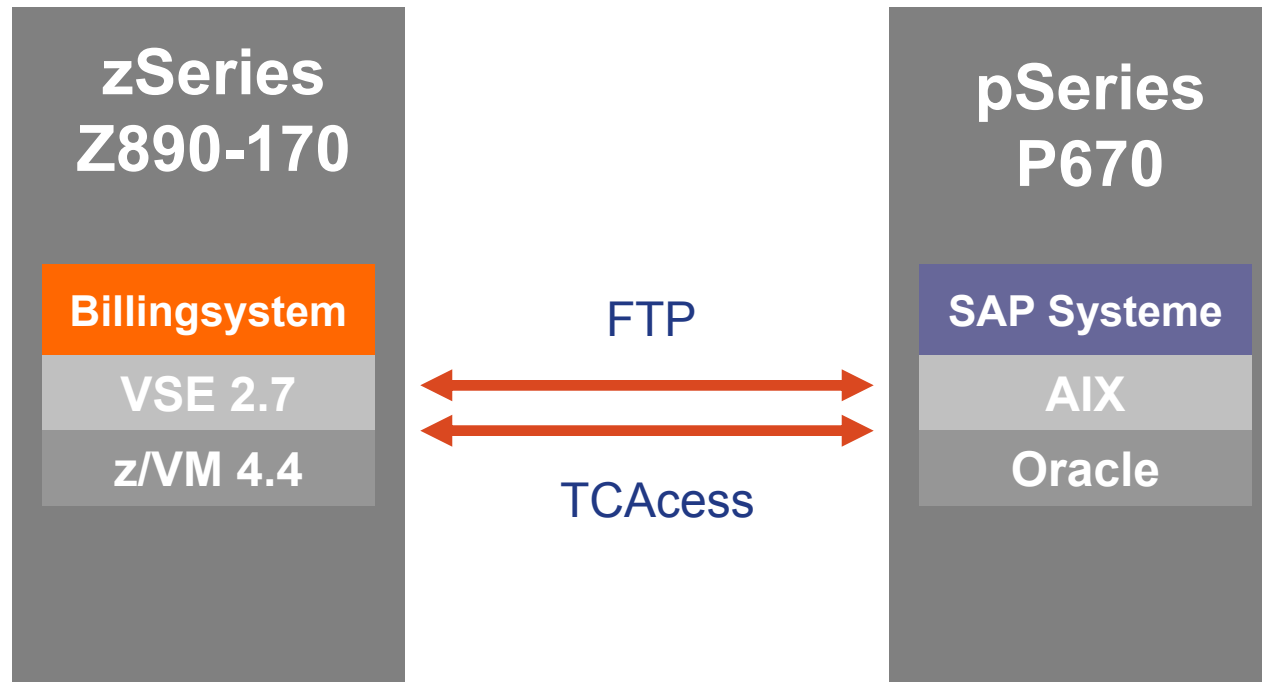 zSeries
Z890-170
Billingsystem
VSE 2.7
z/VM 4.4
FTP
TCAcess
pSeries
P670
SAP Systeme
AIX
Oracle